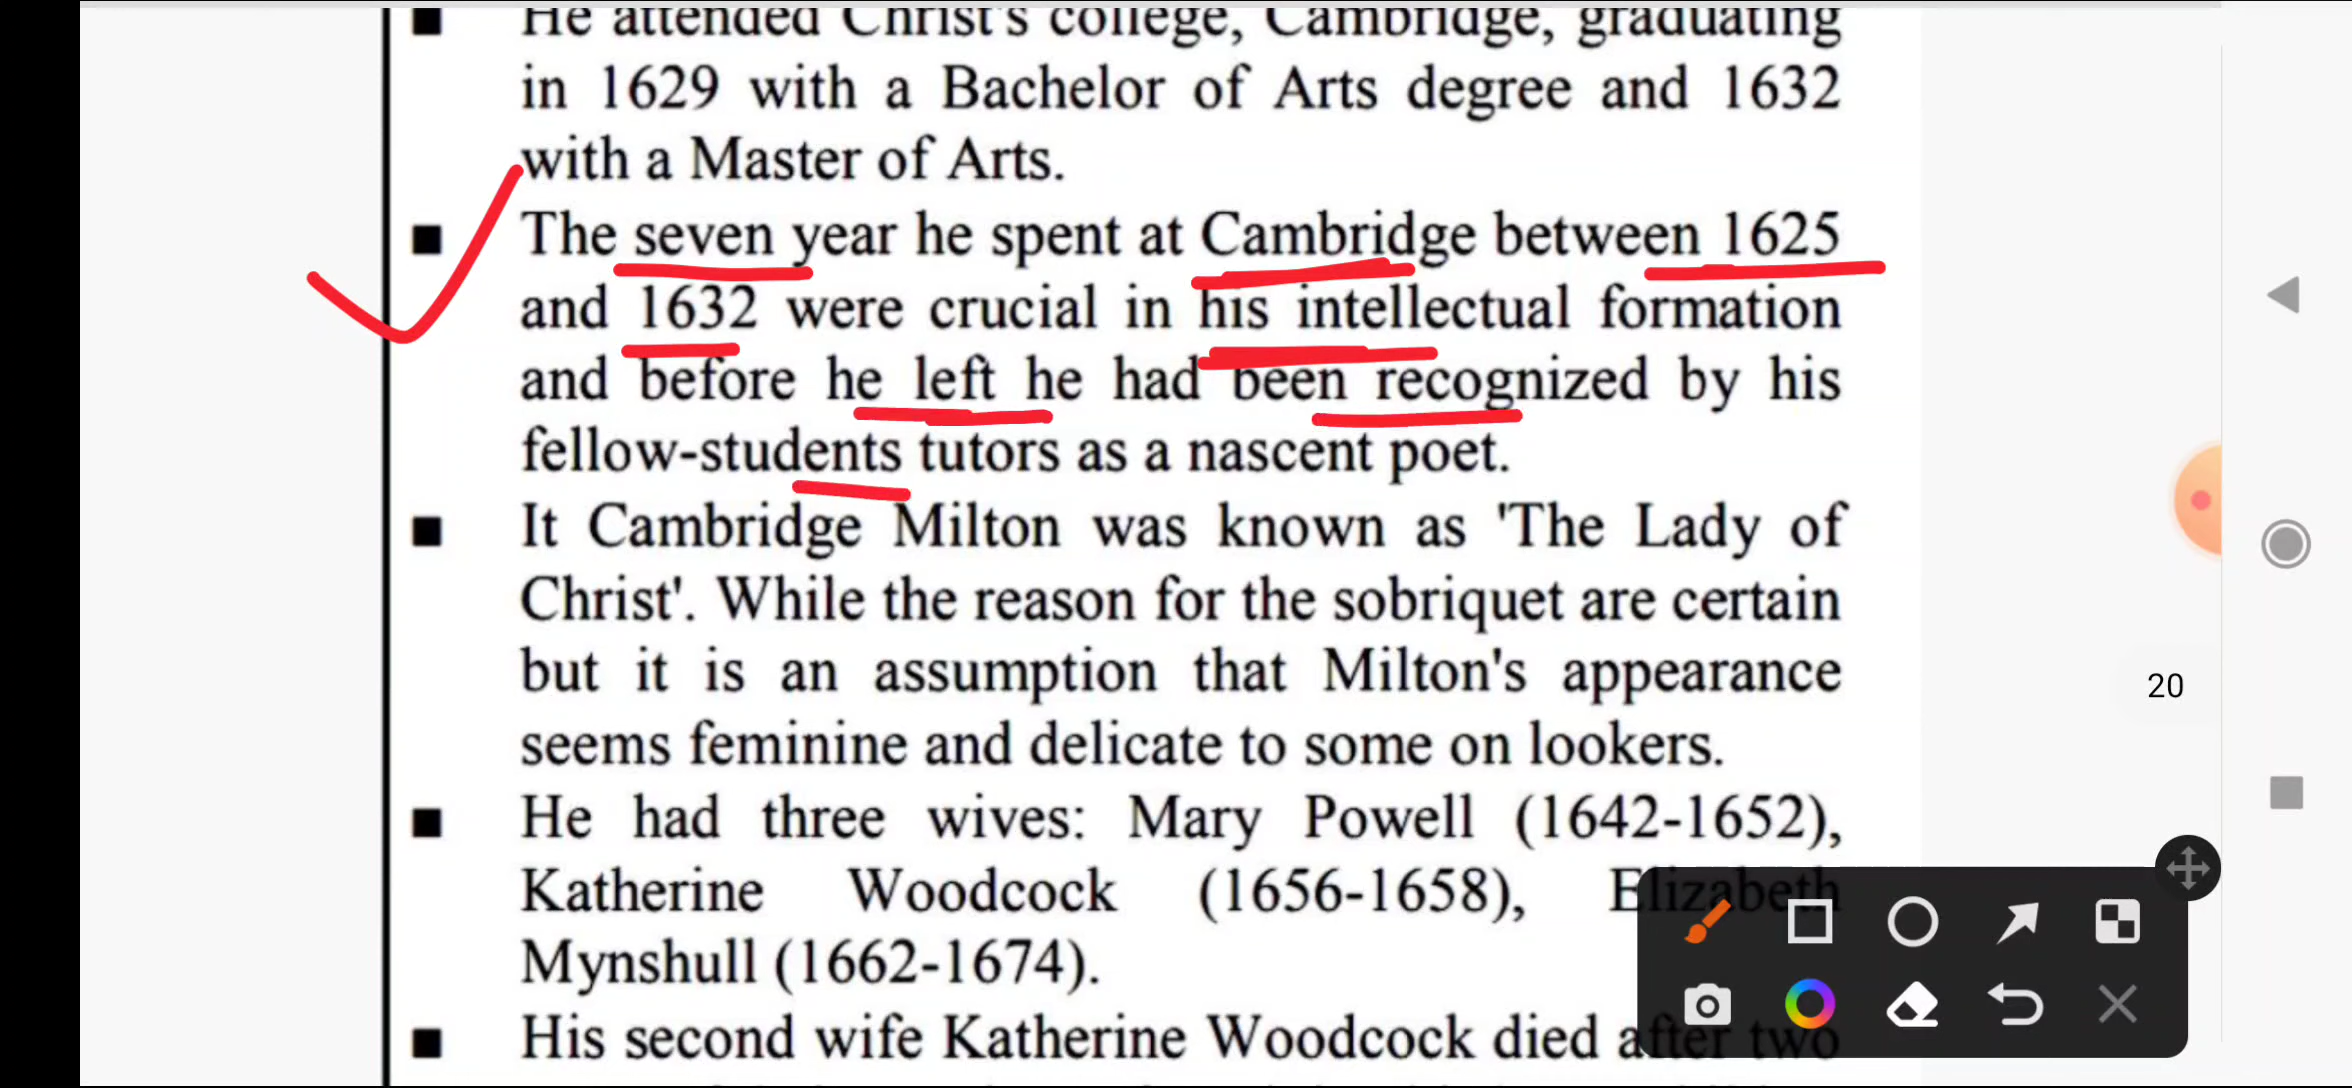 He attended Christ's college, Cambridge, graduating
in 1629 with a Bachelor of Arts degree and 1632
with a Master of Arts.
The seven year he spent at Cambridge between 1625
and 1632 were crucial in his intellectual formation
and before he left he had been recognized by his
fellow-students tutors as a nascent poet.
It Cambridge Milton was known as 'The Lady of
Christ'. While the reason for the sobriquet are certain
but it is an assumption that Milton's appearance
seems feminine and delicate to some on lookers.
He had three wives: Mary Powell (1642-1652),
Katherine Woodcock (1656-1658), Elizabeth
Mynshull (1662-1674).
His second wife Katherine Woodcock died after two
20